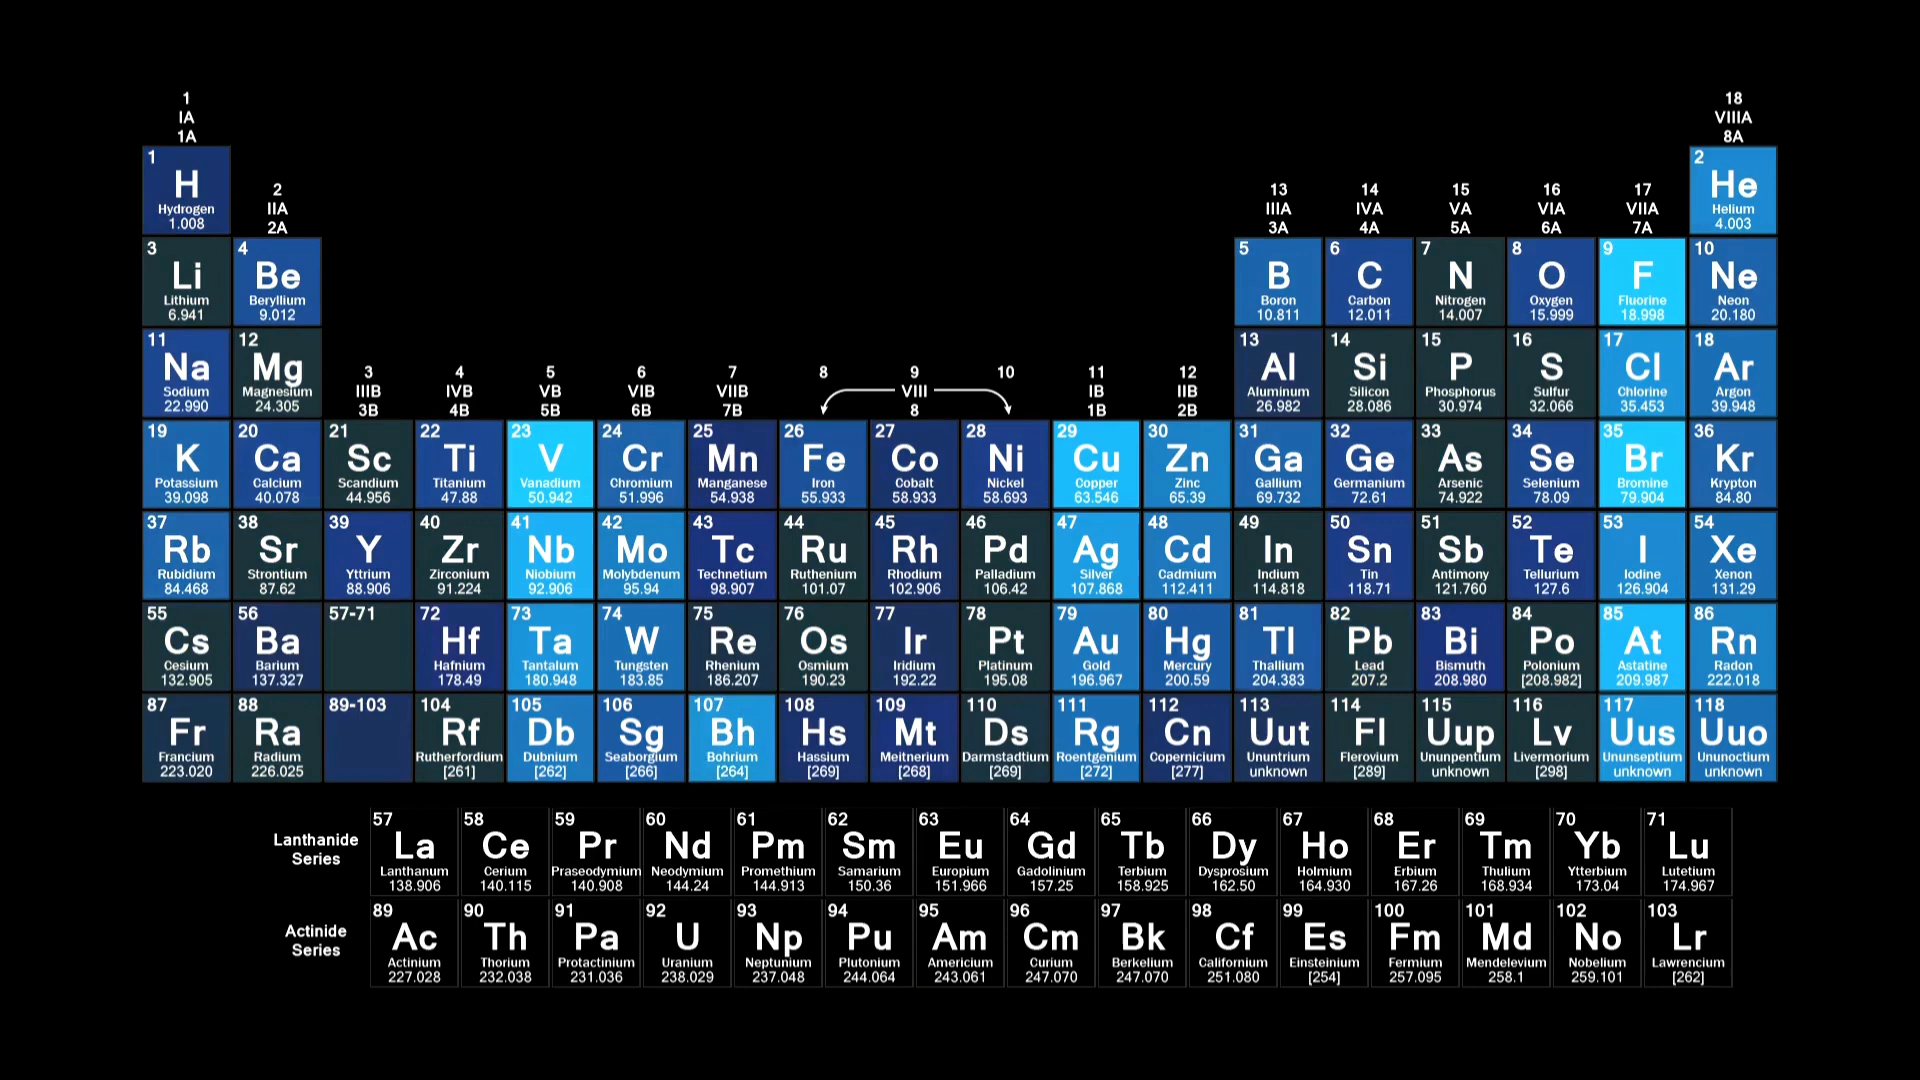 1
IA
1A
18
VIIIA
8A
1
H
Hydrogen
1.008
2
IIA
2A
13
IIIA
3A
14
IVA
4A
15
VA
5A
16
VIA
6A
17
VIIA
7A
2
He
Helium
4.003
3
Li
Lithium
6.941
4
Be
Beryllium
9.012
5
B
Boron
10.811
6
C
Carbon
12.011
7
N
Nitrogen
14.007
8
O
Oxygen
15.999
9
F
Fluorine
18.998
10
Ne
Neon
20.180
11
Na
Sodium
22.990
12
Mg
Magnesium
24.305
3
IIIB
3B
4
IVB
4B
5
VB
5B
6
VIB
6B
7
VIIB
7B
8
9
10
VIII
8
11
IB
1B
12
IIB
2B
13
Al
Aluminum
26.982
14
Si
Silicon
28.086
15
P
Phosphorus
30.974
16
S
Sulfur
32.066
17
Cl
Chlorine
35.453
18
Ar
Argon
39.948
19
K
Potassium
39.098
20
Ca
Calcium
40.078
21
Sc
Scandium
44.956
22
Ti
Titanium
47.88
23
V
Vanadium
50.942
24
Cr
Chromium
51.996
25
Mn
Manganese
54.938
26
Fe
Iron
55.933
27
Co
Cobalt
58.933
28
Ni
Nickel
58.693
29
Cu
Copper
63.546
30
Zn
Zinc
65.39
31
Ga
Gallium
69.732
32
Ge
Germanium
72.61
33
As
Arsenic
74.922
34
Se
Selenium
78.09
35
Br
Bromine
79.904
36
Kr
Krypton
84.80
37
Rb
Rubidium
84.468
38
Sr
Strontium
87.62
39
Y
Yttrium
88.906
40
Zr
Zirconium
91.224
41
Nb
Niobium
92.906
42
Mo
Molybdenum
95.94
43
Tc
Technetium
98.907
44
Ru
Ruthenium
101.07
45
Rh
Rhodium
102.906
46
Pd
Palladium
106.42
47
Ag
Silver
107.868
48
Cd
Cadmium
112.411
49
In
Indium
114.818
50
Sn
Tin
118.71
51
Sb
Antimony
121.760
52
Te
Tellurium
127.6
53
I
Iodine
126.904
54
Xe
Xenon
131.29
55
Cs
Cesium
132.905
56
Ba
Barium
137.327
57-71
72
Hf
Hafnium
178.49
73
Ta
Tantalum
180.948
74
W
Tungsten
183.85
75
Re
Rhenium
186.207
76
Os
Osmium
190.23
77
Ir
Iridium
192.22
78
Pt
Platinum
195.08
79
Au
Gold
196.967
80
Hg
Mercury
200.59
81
Tl
Thallium
204.383
82
Pb
Lead
207.2
83
Bi
Bismuth
208.980
84
Po
Polonium
[208.982]
85
At
Astatine
209.987
86
Rn
Radon
222.018
87
Fr
Francium
223.020
88
Ra
Radium
226.025
89-103
104
Rf
Rutherfordium
[261]
105
Db
Dubnium
[262]
106
Sg
Seaborgium
[266]
107
Bh
Bohrium
[264]
108
Hs
Hassium
[269]
109
Mt
Meitnerium
[268]
110
Ds
Darmstadtium
[269]
111
Rg
Roentgenium
[272]
112
Cn
Copernicium
[277]
113
Uut
Ununtrium
unknown
114
Fl
Flerovium
[289]
115
Uup
Ununpentium
unknown
116
Lv
Livermorium
[298]
117
Uus
Ununseptium
unknown
118
Uuo
Ununoctium
unknown
Lanthanide
Series
57
La
Lanthanum
138.906
58
Ce
Cerium
140.115
59
Pr
Praseodymium
140.908
60
Nd
Neodymium
144.24
61
Pm
Promethium
144.913
62
Sm
Samarium
150.36
63
Eu
Europium
151.966
64
Gd
Gadolinium
157.25
65
Tb
Terbium
158.925
66
Dy
Dysprosium
162.50
67
Ho
Holmium
164.930
68
Er
Erbium
167.26
69
Tm
Thulium
168.934
70
Yb
Ytterbium
173.04
71
Lu
Lutetium
174.967
Actinide
Series
89
Ac
Actinium
227.028
90
Th
Thorium
232.038
91
Pa
Protactinium
231.036
92
U
Uranium
238.029
93
Np
Neptunium
237.048
94
Pu
Plutonium
244.064
95
Am
Americium
243.061
96
Cm
Curium
247.070
97
Bk
Berkelium
247.070
98
Cf
Californium
251.080
99
Es
Einsteinium
[254]
100
Fm
Fermium
257.095
101
Md
Mendelevium
258.1
102
No
Nobelium
259.101
103
Lr
Lawrencium
[262]